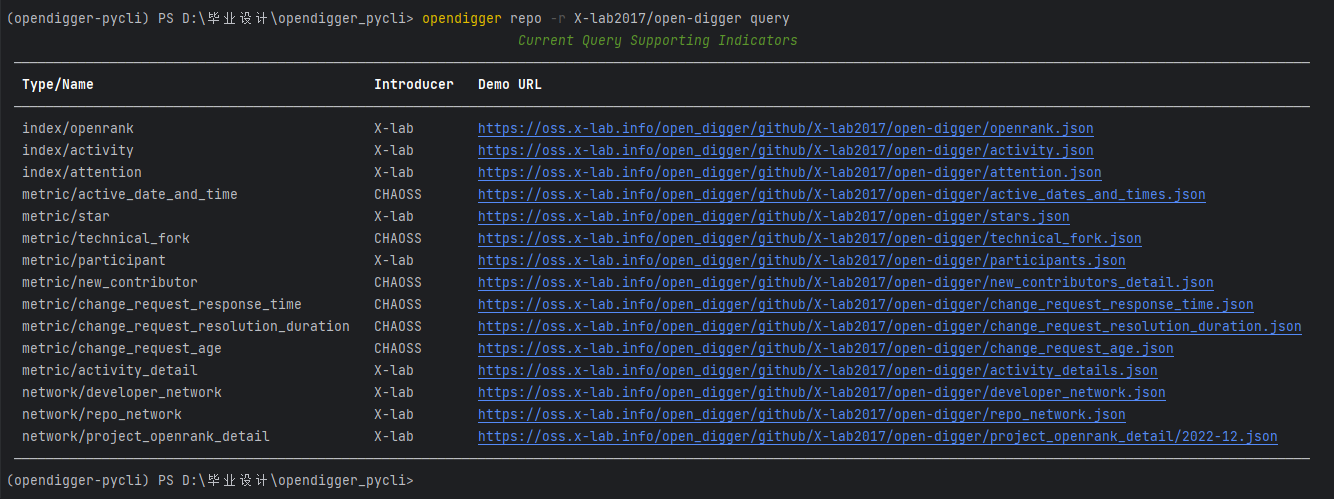 (opendigger-pycli) PS D:\毕业设计\opendigger_pycli> opendigger repo -r X-lab2017/open-digger query
Current Query Supporting Indicators
Type/Name Introducer Demo URL
index/openrank X-lab https://oss.x-lab.info/open_digger/github/X-lab2017/open-digger/openrank.json
index/activity X-lab https://oss.x-lab.info/open_digger/github/X-lab2017/open-digger/activity.json
index/attention X-lab https://oss.x-lab.info/open_digger/github/X-lab2017/open-digger/attention.json
metric/active_date_and_time CHAOSS https://oss.x-lab.info/open_digger/github/X-lab2017/open-digger/active_dates_and_times.json
metric/star X-lab https://oss.x-lab.info/open_digger/github/X-lab2017/open-digger/stars.json
metric/technical_fork CHAOSS https://oss.x-lab.info/open_digger/github/X-lab2017/open-digger/technical_fork.json
metric/participant X-lab https://oss.x-lab.info/open_digger/github/X-lab2017/open-digger/participants.json
metric/new_contributor CHAOSS https://oss.x-lab.info/open_digger/github/X-lab2017/open-digger/new_contributors_detail.json
metric/change_request_response_time CHAOSS https://oss.x-lab.info/open_digger/github/X-lab2017/open-digger/change_request_response_time.json
metric/change_request_resolution_duration CHAOSS https://oss.x-lab.info/open_digger/github/X-lab2017/open-digger/change_request_resolution_duration.json
metric/change_request_age CHAOSS https://oss.x-lab.info/open_digger/github/X-lab2017/open-digger/change_request_age.json
metric/activity_detail X-lab https://oss.x-lab.info/open_digger/github/X-lab2017/open-digger/activity_details.json
network/developer_network X-lab https://oss.x-lab.info/open_digger/github/X-lab2017/open-digger/developer_network.json
network/repo_network X-lab https://oss.x-lab.info/open_digger/github/X-lab2017/open-digger/repo_network.json
network/project_openrank_detail X-lab https://oss.x-lab.info/open_digger/github/X-lab2017/open-digger/project_openrank_detail/2022-12.json
(opendigger-pycli) PS D:\毕业设计\opendigger_pycli>